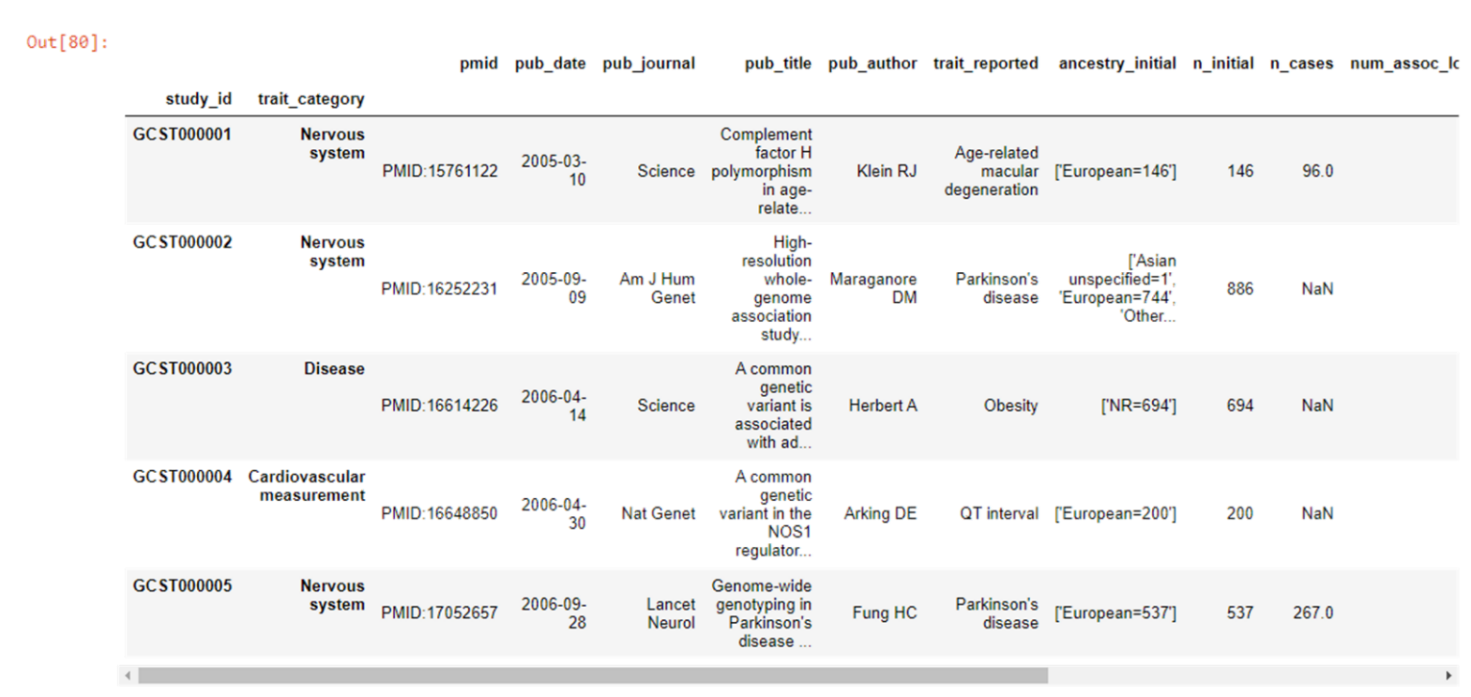 Out[80]:
pmid pub_date pub_journal pub_title pub_author trait_reported ancestry_initial n_initial n_cases num_assoc_lc
study_id trait_category
GCST000001 Nervous system PMID:15761122 2005-03-10 Science Complement factor H polymorphism in age-relate... Klein RJ Age-related macular degeneration ['European=146'] 146 96.0
GCST000002 Nervous system PMID:16252231 2005-09-09 Am J Hum Genet High-resolution whole-genome association study... Maraganore DM Parkinson's disease ['Asian unspecified=1', 'European=744', 'Other... 886 NaN
GCST000003 Disease PMID:16614226 2006-04-14 Science A common genetic variant is associated with ad... Herbert A Obesity ['NR=694'] 694 NaN
GCST000004 Cardiovascular measurement PMID:16648850 2006-04-30 Nat Genet A common genetic variant in the NOS1 regulator... Arking DE QT interval ['European=200'] 200 NaN
GCST000005 Nervous system PMID:17052657 2006-09-28 Lancet Neurol Genome-wide genotyping in Parkinson's disease ... Fung HC Parkinson's disease ['European=537'] 537 267.0